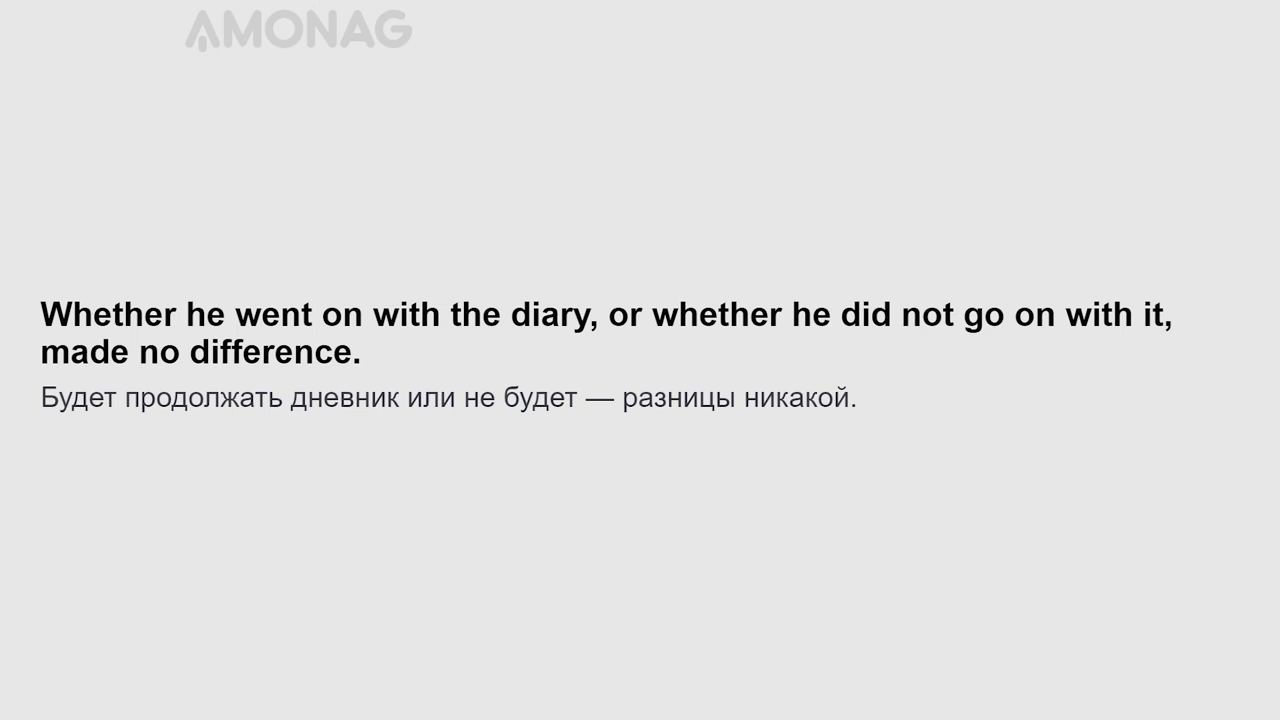 AMONAG
Whether he went on with the diary, or whether he did not go on with it,
made no difference.
Будет продолжать дневник или не будет — разницы никакой.